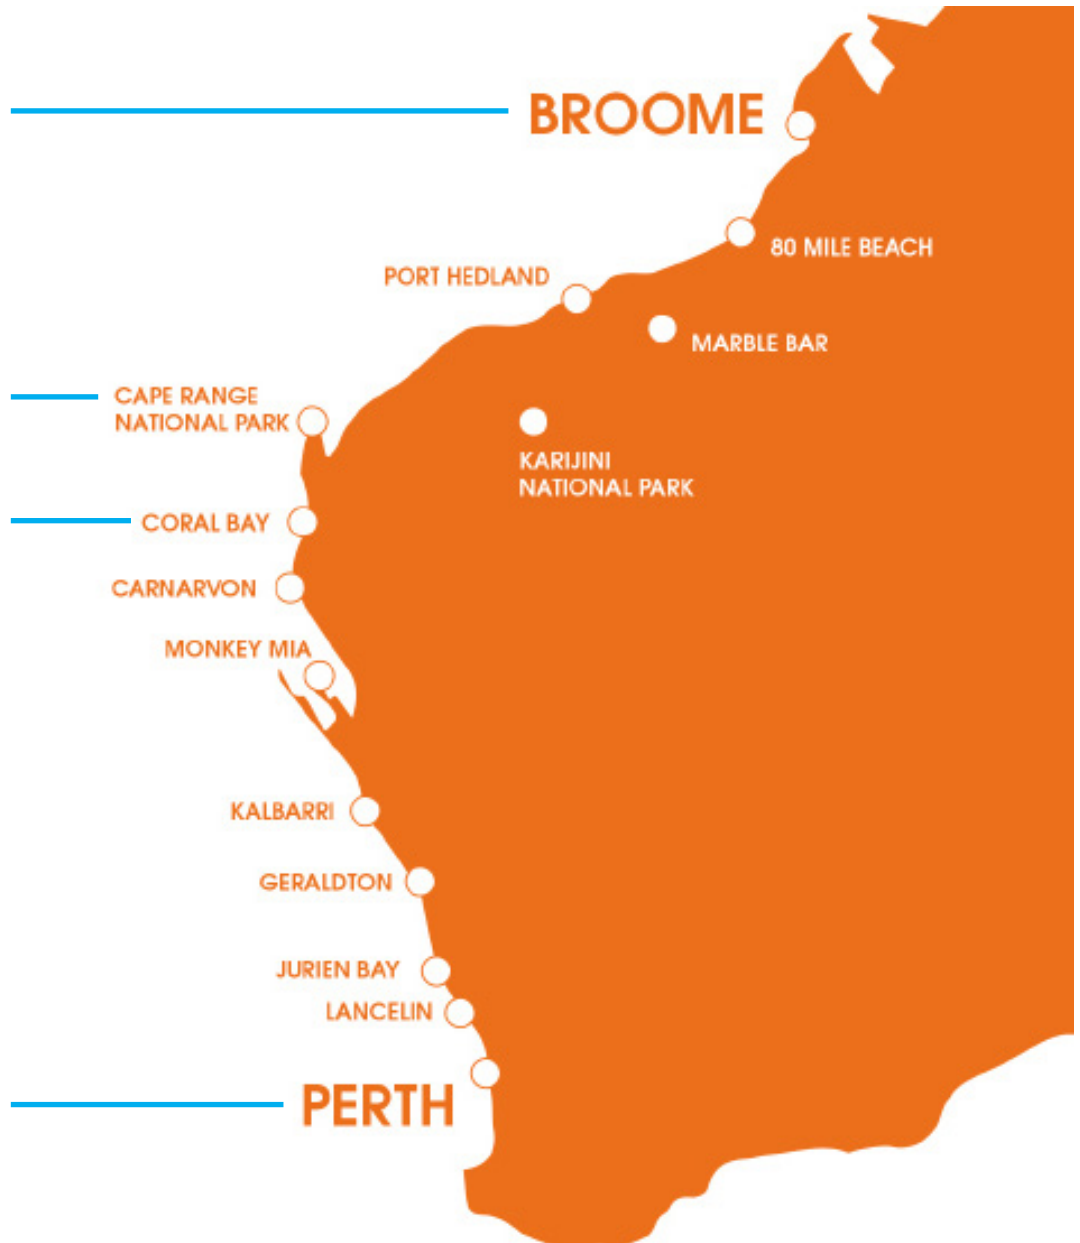 BROOME
80 MILE BEACH
PORT HEDLAND
MARBLE BAR
CAPE RANGE
NATIONAL PARK
KARIJINI
NATIONAL PARK
CORAL BAY
CARNARVON
MONKEY MIA
KALBARRI
GERALDTON
JURIEN BAY
LANCELIN
PERTH